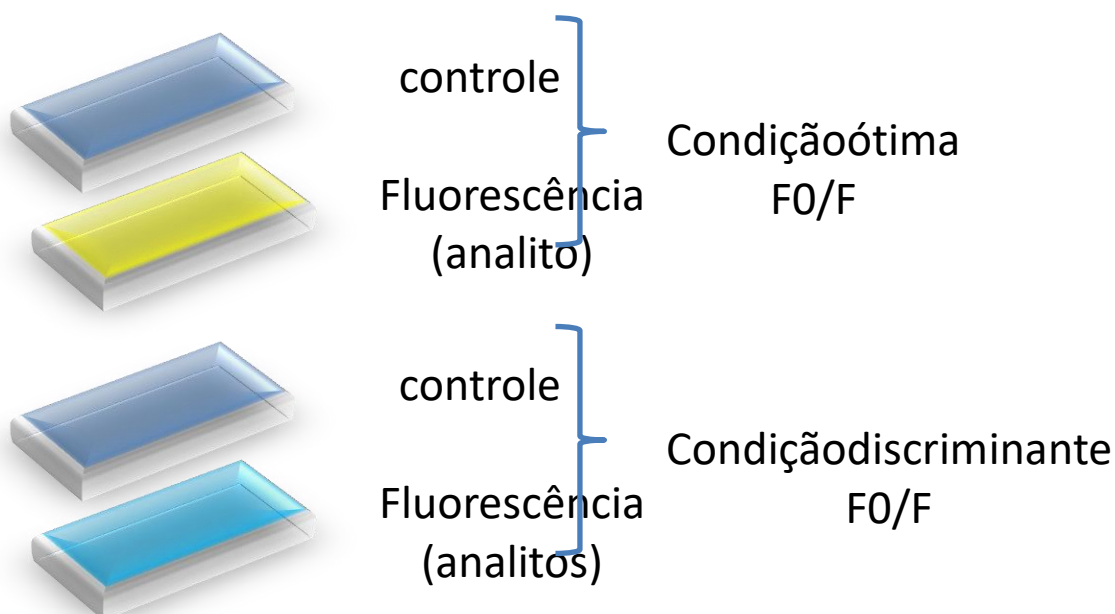 controle
Condiçãoótima
Fluorescência
F0/F
(analito)
controle
Condiçãodiscriminante
Fluorescência
F0/F
(analitos)